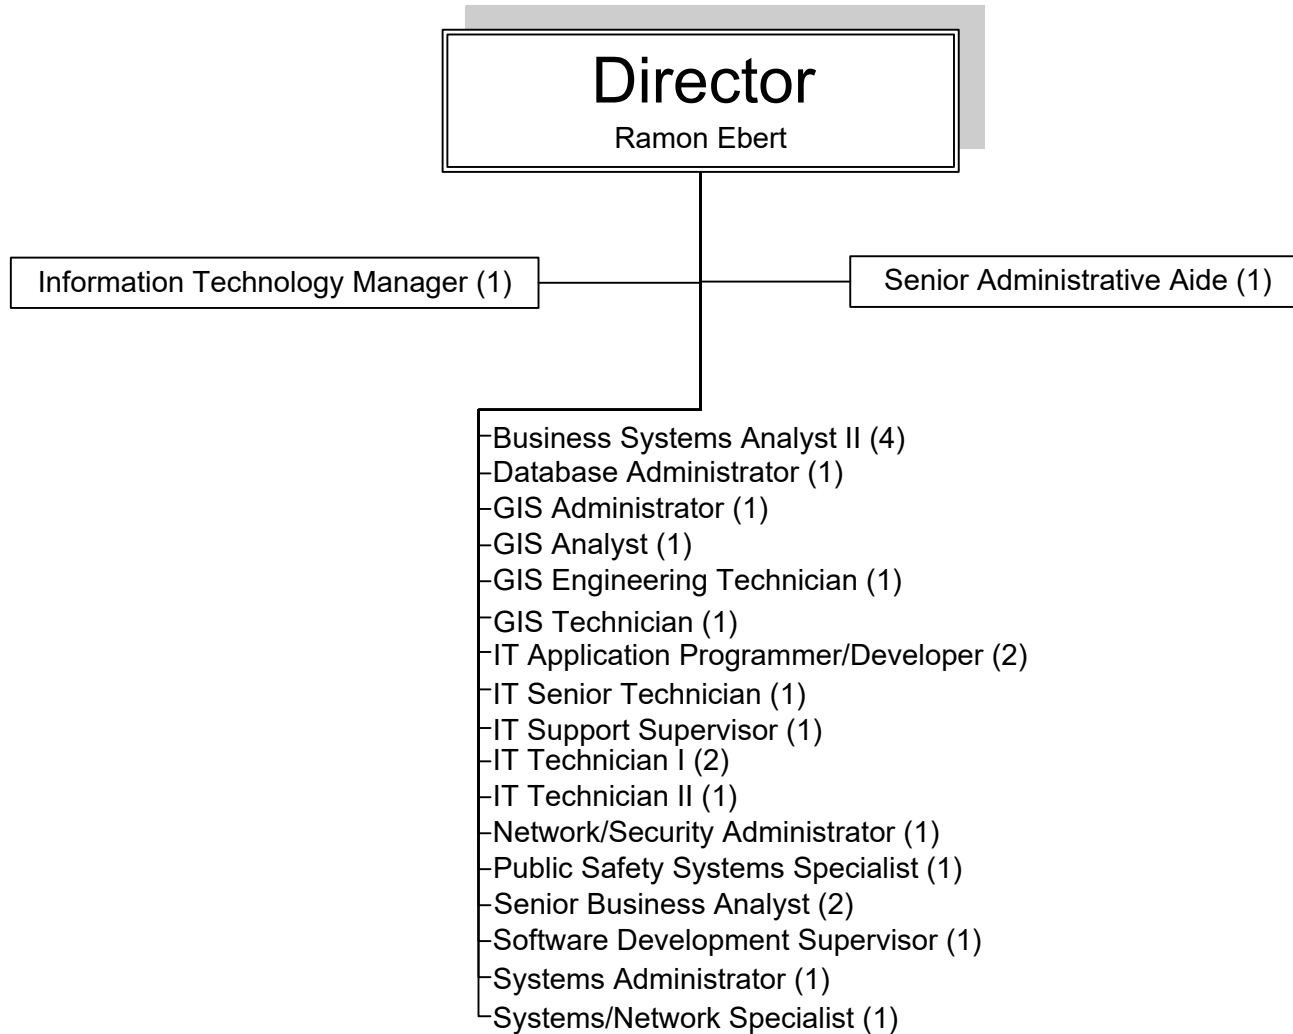 Director
Ramon Ebert
Information Technology Manager (1)
Senior Administrative Aide (1)
Business Systems Analyst II (4)
Database Administrator (1)
GIS Administrator (1)
GIS Analyst (1)
GIS Engineering Technician (1)
GIS Technician (1)
IT Application Programmer/Developer (2)
IT Senior Technician (1)
IT Support Supervisor (1)
IT Technician I (2)
IT Technician II (1)
Network/Security Administrator (1)
Public Safety Systems Specialist (1)
Senior Business Analyst (2)
Software Development Supervisor (1)
Systems Administrator (1)
Systems/Network Specialist (1)